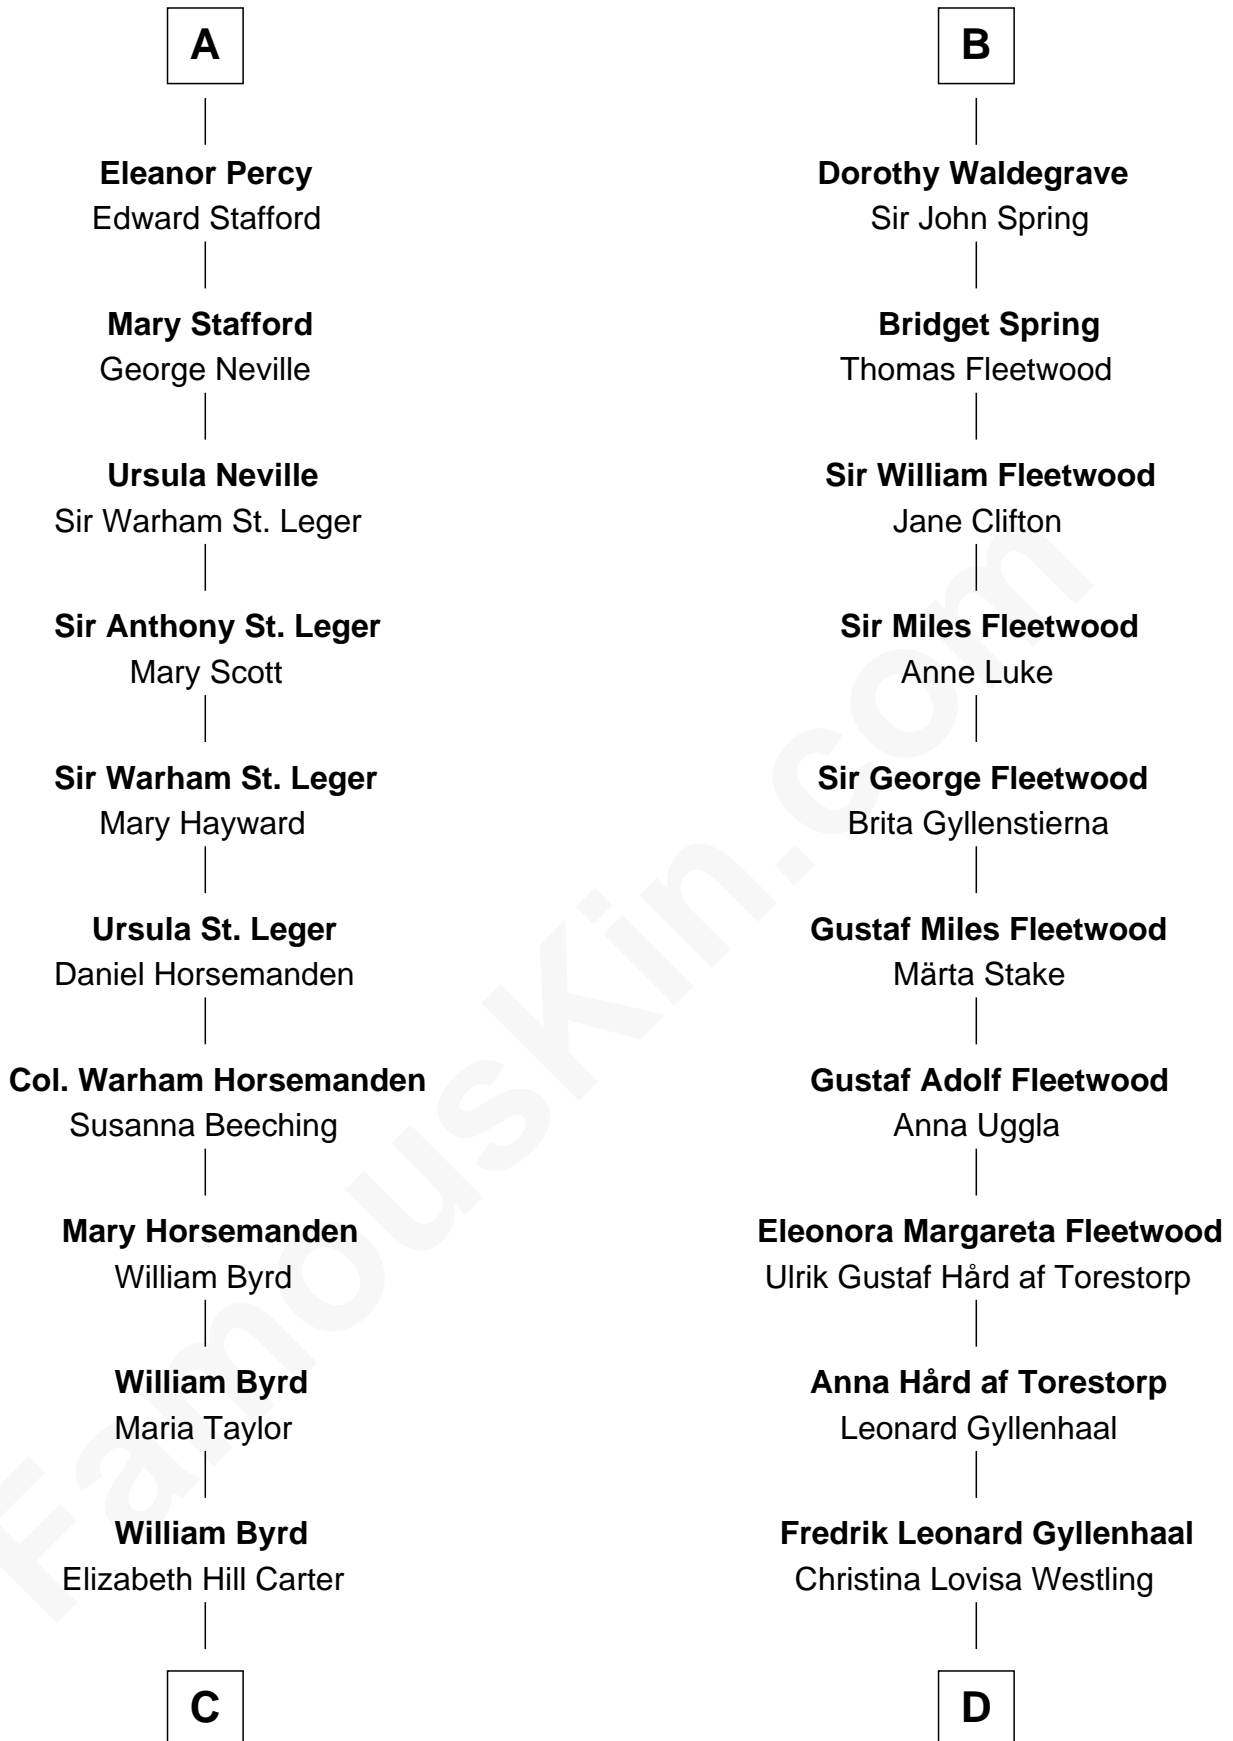 A
Eleanor Percy
Edward Stafford
Mary Stafford
George Neville
Ursula Neville
Sir Warham St. Leger
Sir Anthony St. Leger
Mary Scott
Sir Warham St. Leger
Mary Hayward
Ursula St. Leger
Daniel Horsemanden
Col. Warham Horsemanden
Susanna Beeching
Mary Horsemanden
William Byrd
William Byrd
Maria Taylor
William Byrd
Elizabeth Hill Carter
C
B
Dorothy Waldegrave
Sir John Spring
Bridget Spring
Thomas Fleetwood
Sir William Fleetwood
Jane Clifton
Sir Miles Fleetwood
Anne Luke
Sir George Fleetwood
Brita Gyllenstierna
Gustaf Miles Fleetwood
Märta Stake
Gustaf Adolf Fleetwood
Anna Uggla
Eleonora Margareta Fleetwood
Ulrik Gustaf Hård af Torestorp
Anna Hård af Torestorp
Leonard Gyllenhaal
Fredrik Leonard Gyllenhaal
Christina Lovisa Westling
D
FamousKin.com